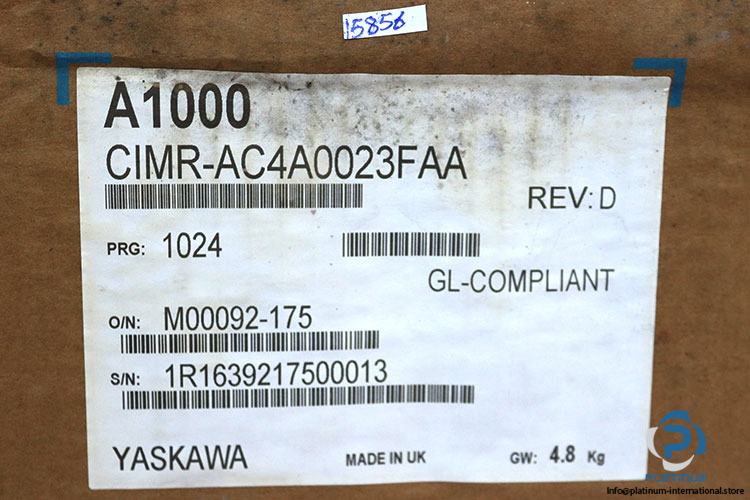 15856
A1000
CIMR-AC4A0023FAA
REV: D
PRG: 1024
GL-COMPLIANT
O/N: M00092-175
S/N: 1R1639217500013
YASKAWA MADE IN UK GW: 4.8 Kg
PLATINUM
Info@platinum-international.store